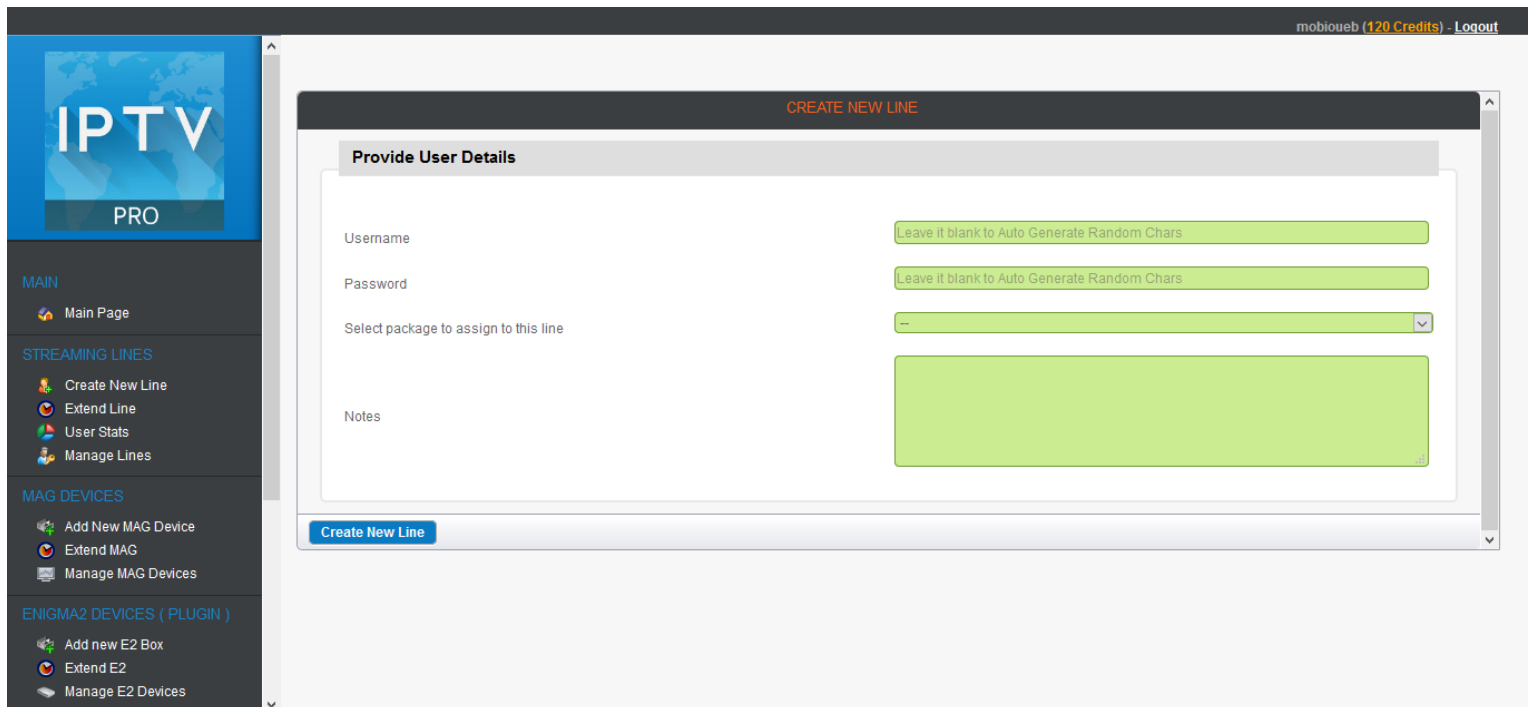 mobioueb (120 Credits) - Logout
IPTV
PRO
MAIN
Main Page
STREAMING LINES
Create New Line
Extend Line
User Stats
Manage Lines
MAG DEVICES
Add New MAG Device
Extend MAG
Manage MAG Devices
ENIGMA2 DEVICES ( PLUGIN )
Add new E2 Box
Extend E2
Manage E2 Devices
CREATE NEW LINE
Provide User Details
Username
Leave it blank to Auto Generate Random Chars
Password
Leave it blank to Auto Generate Random Chars
Select package to assign to this line
--
Notes
Create New Line